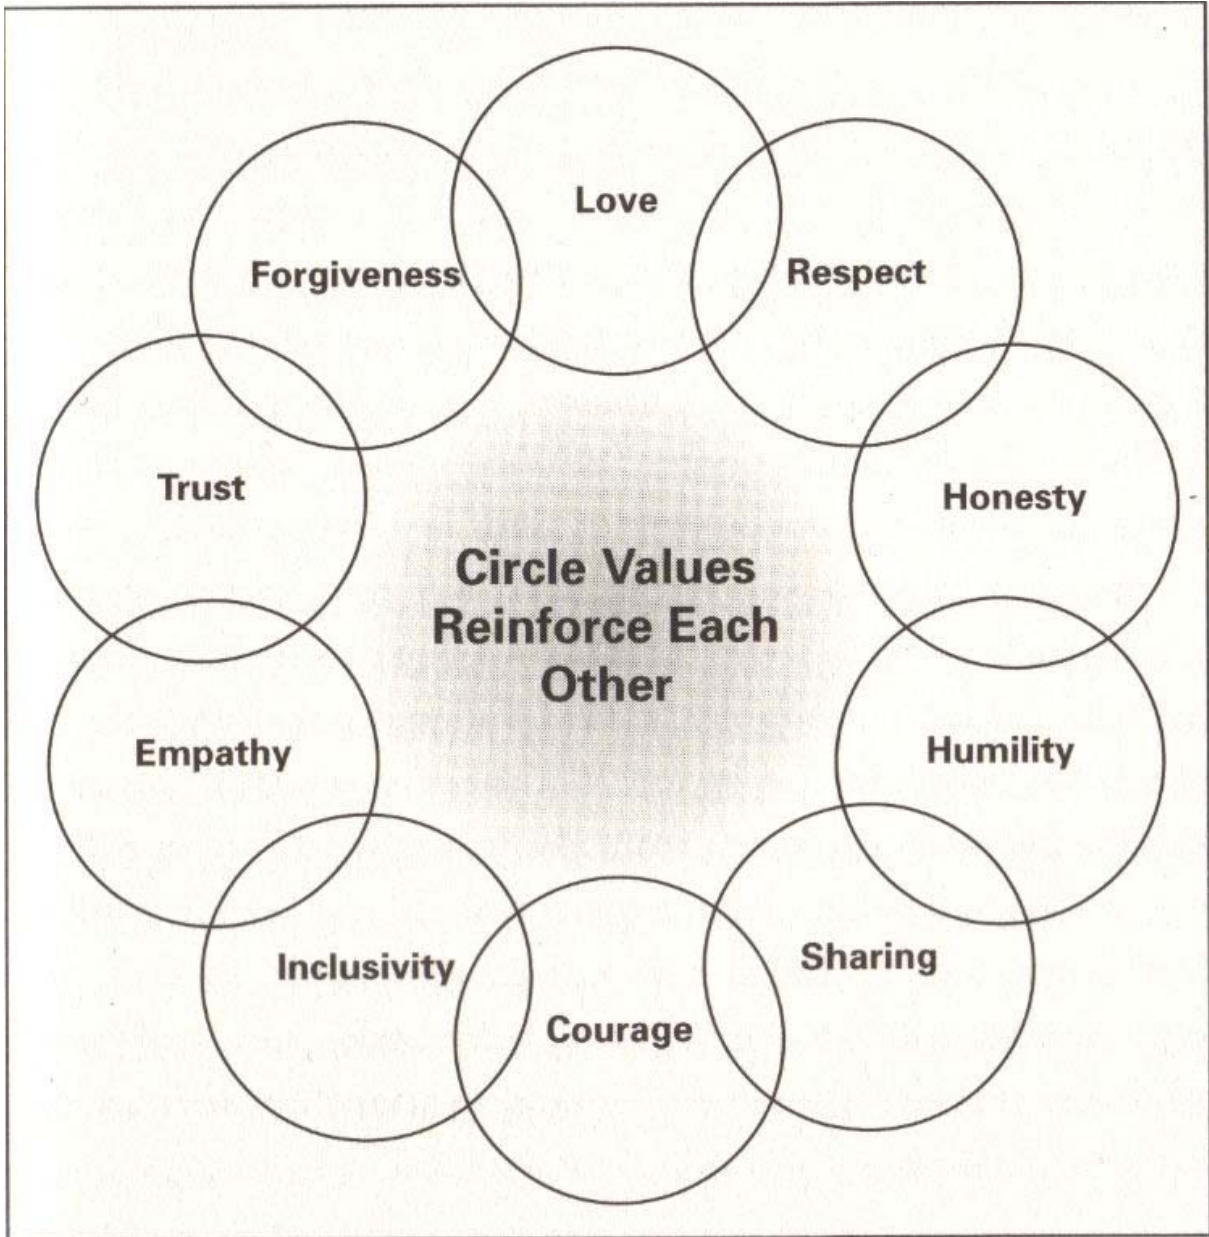 Love
Respect
Honesty
Humility
Sharing
Courage
Inclusivity
Empathy
Trust
Forgiveness
Circle Values
Reinforce Each
Other